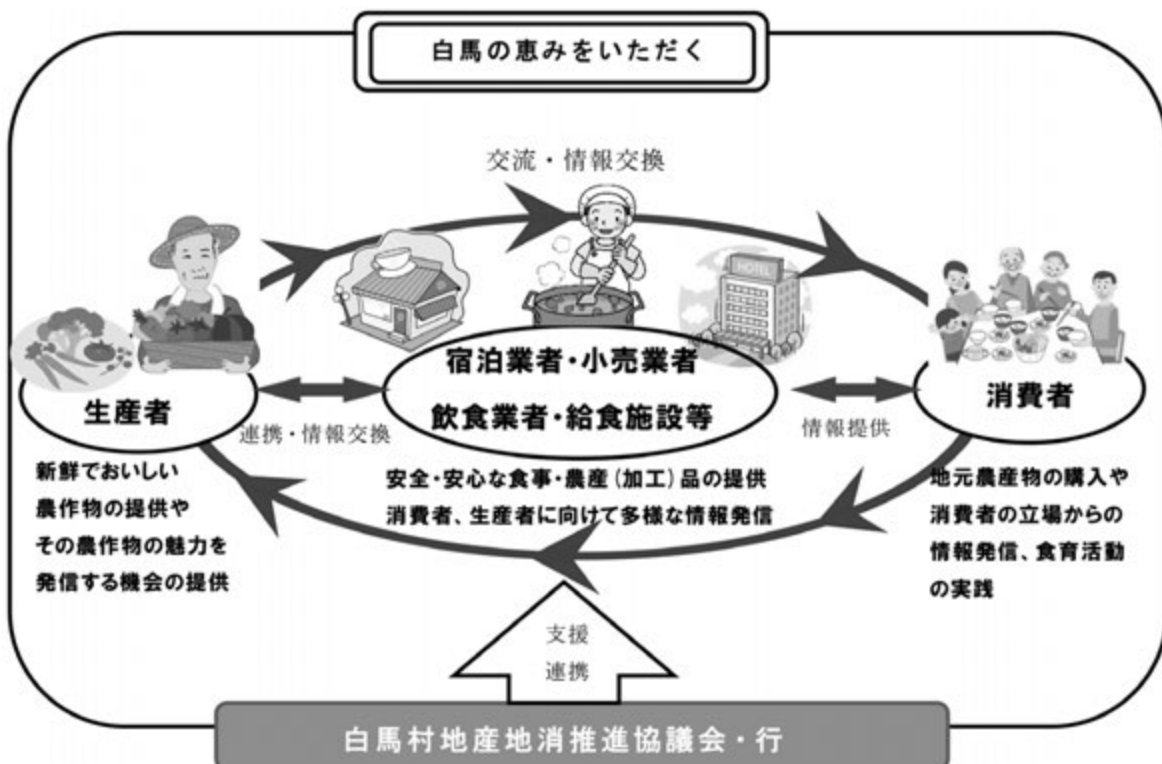 白馬の恵みをいただく
交流・情報交換
HOTEL
宿泊業者・小売業者
飲食業者・給食施設等
生産者
消費者
連携・情報交換
情報提供
新鮮でおいしい
農作物の提供や
その農作物の魅力を
発信する機会の提供
安全・安心な食事・農産(加工)品の提供
消費者、生産者に向けて多様な情報発信
地元農産物の購入や
消費者の立場からの
情報発信、食育活動
の実践
支援
連携
白馬村地産地消推進協議会・行